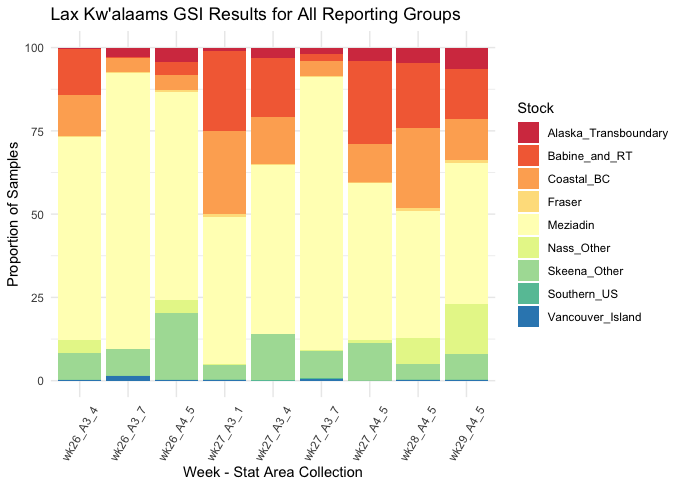 Lax Kw'alaams GSI Results for All Reporting Groups
100
75
50
25
0
Proportion of Samples
wk26_A3_4
wk26_A3_7
wk26_A4_5
wk27_A3_1
wk27_A3_4
wk27_A3_7
wk27_A4_5
wk28_A4_5
wk29_A4_5
Week - Stat Area Collection
Stock
Alaska_Transboundary
Babine_and_RT
Coastal_BC
Fraser
Meziadin
Nass_Other
Skeena_Other
Southern_US
Vancouver_Island